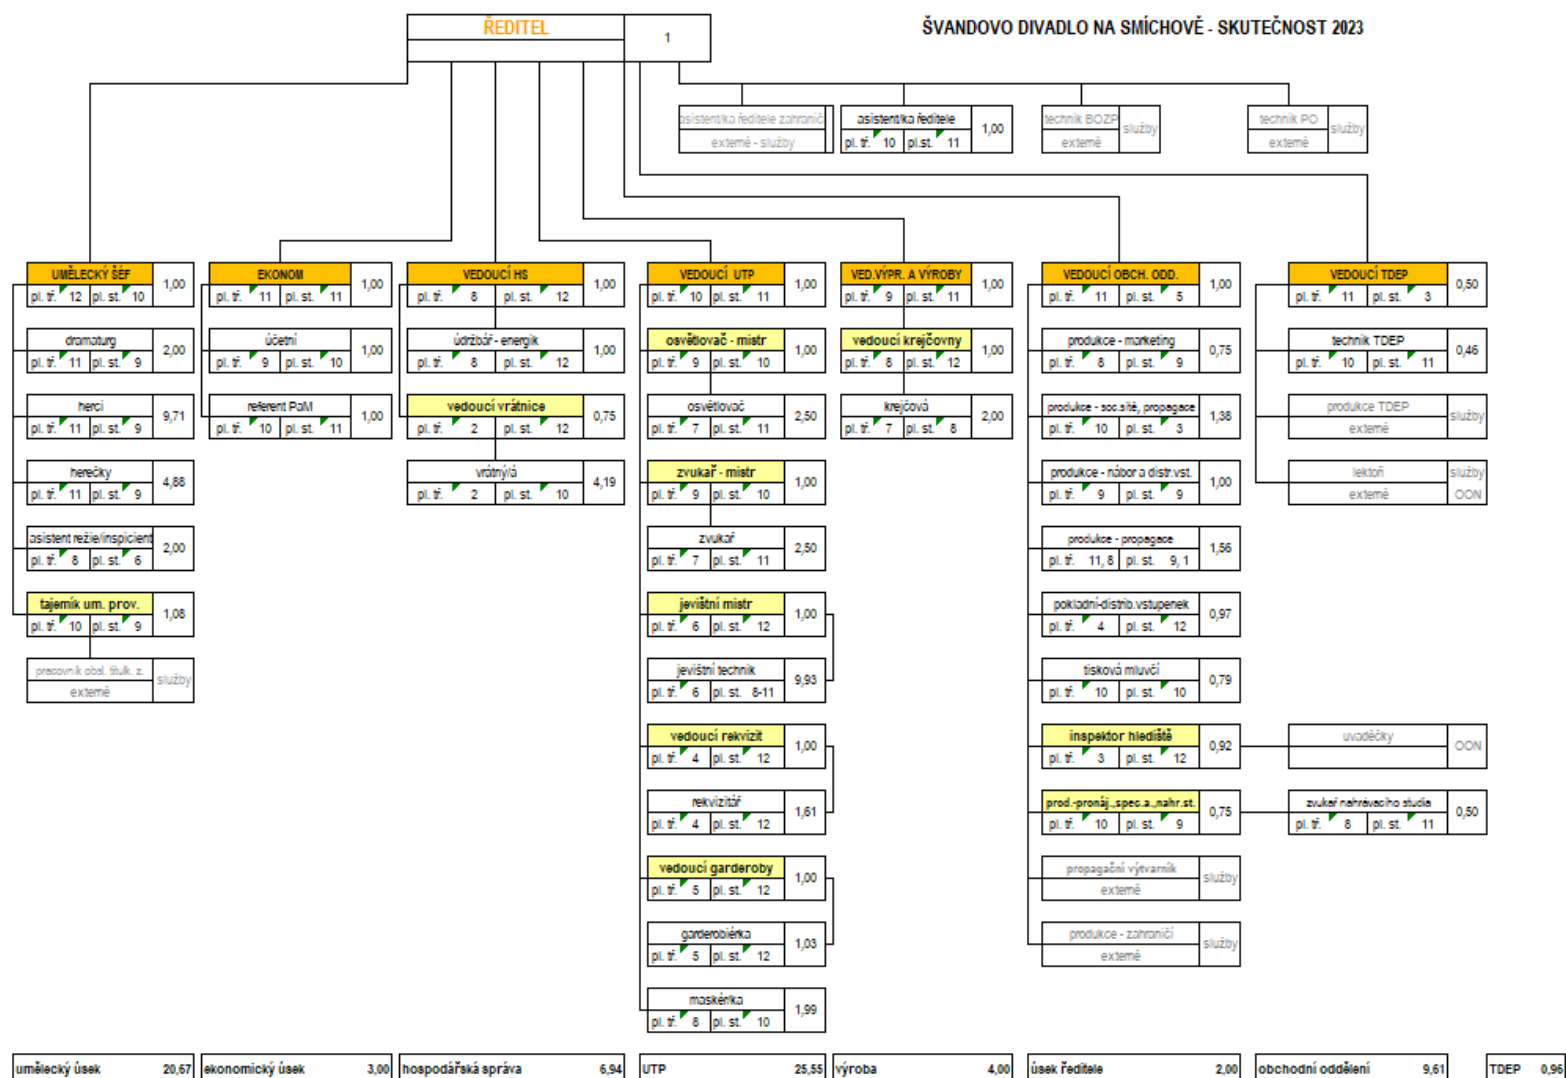 ŘEDITEL 1
ŠVANDOVO DIVADLO NA SMÍCHOVĚ - SKUTEČNOST 2023
asistent/ka ředitele zahranič
externě - služby
asistent/ka ředitele 1,00
pl. tř. 10 pl.st. 11
technik BOZP služby
externě
technik PO služby
externě
UMĚLECKÝ ŠÉF 1,00
pl. tř. 12 pl. st. 10
dramaturg 2,00
pl. tř. 11 pl. st. 9
herci 9,71
pl. tř. 11 pl. st. 9
herečky 4,88
pl. tř. 11 pl. st. 9
asistent režie/inspicient 2,00
pl. tř. 8 pl. st. 6
tajemík um. prov. 1,08
pl. tř. 10 pl. st. 9
pracovník obsl. titulk. z. služby
externě
EKONOM 1,00
pl. tř. 11 pl. st. 11
účetní 1,00
pl. tř. 9 pl. st. 10
referent PaM 1,00
pl. tř. 10 pl. st. 11
VEDOUCÍ HS 1,00
pl. tř. 8 pl. st. 12
údržbář - energik 1,00
pl. tř. 8 pl. st. 12
vedoucí vrátnice 0,75
pl. tř. 2 pl. st. 12
vrátný/á 4,19
pl. tř. 2 pl. st. 10
VEDOUCÍ UTP 1,00
pl. tř. 10 pl. st. 11
osvětlovač - mistr 1,00
pl. tř. 9 pl. st. 10
osvětlovač 2,50
pl. tř. 7 pl. st. 11
zvukař - mistr 1,00
pl. tř. 9 pl. st. 10
zvukař 2,50
pl. tř. 7 pl. st. 11
jevištní mistr 1,00
pl. tř. 6 pl. st. 12
jevištní technik 9,93
pl. tř. 6 pl. st. 8-11
vedoucí rekvizit 1,00
pl. tř. 4 pl. st. 12
rekvizitář 1,61
pl. tř. 4 pl. st. 12
vedoucí garderoby 1,00
pl. tř. 5 pl. st. 12
garderobiérka 1,03
pl. tř. 5 pl. st. 12
maskér/ka 1,99
pl. tř. 8 pl. st. 10
VED.VÝPR. A VÝROBY 1,00
pl. tř. 9 pl. st. 11
vedoucí krejčovny 1,00
pl. tř. 8 pl. st. 12
krejčová 2,00
pl. tř. 7 pl. st. 8
VEDOUCÍ OBCH. ODD. 1,00
pl. tř. 11 pl. st. 5
produkce - marketing 0,75
pl. tř. 8 pl. st. 9
produkce - soc.sítě, propagace 1,38
pl. tř. 10 pl. st. 3
produkce - nábor a distr.vst. 1,00
pl. tř. 9 pl. st. 9
produkce - propagace 1,56
pl. tř. 11, 8 pl. st. 9, 1
pokladní-distrib.vstupenek 0,97
pl. tř. 4 pl. st. 12
tisková mluvčí 0,79
pl. tř. 10 pl. st. 10
inspektor hlediště 0,92
pl. tř. 3 pl. st. 12
prod.-pronáj.,spec.a.,nahr.st. 0,75
pl. tř. 10 pl. st. 9
propagační výtvarník služby
externě
produkce - zahraničí služby
externě
VEDOUCÍ TDEP 0,50
pl. tř. 11 pl. st. 3
technik TDEP 0,46
pl. tř. 10 pl. st. 11
produkce TDEP služby
externě
lektoři služby
externě OON
uvaděčky OON
zvukař nahrávacího studia 0,50
pl. tř. 8 pl. st. 11
umělecký úsek 20,67
ekonomický úsek 3,00
hospodářská správa 6,94
UTP 25,55
výroba 4,00
úsek ředitele 2,00
obchodní oddělení 9,61
TDEP 0,96